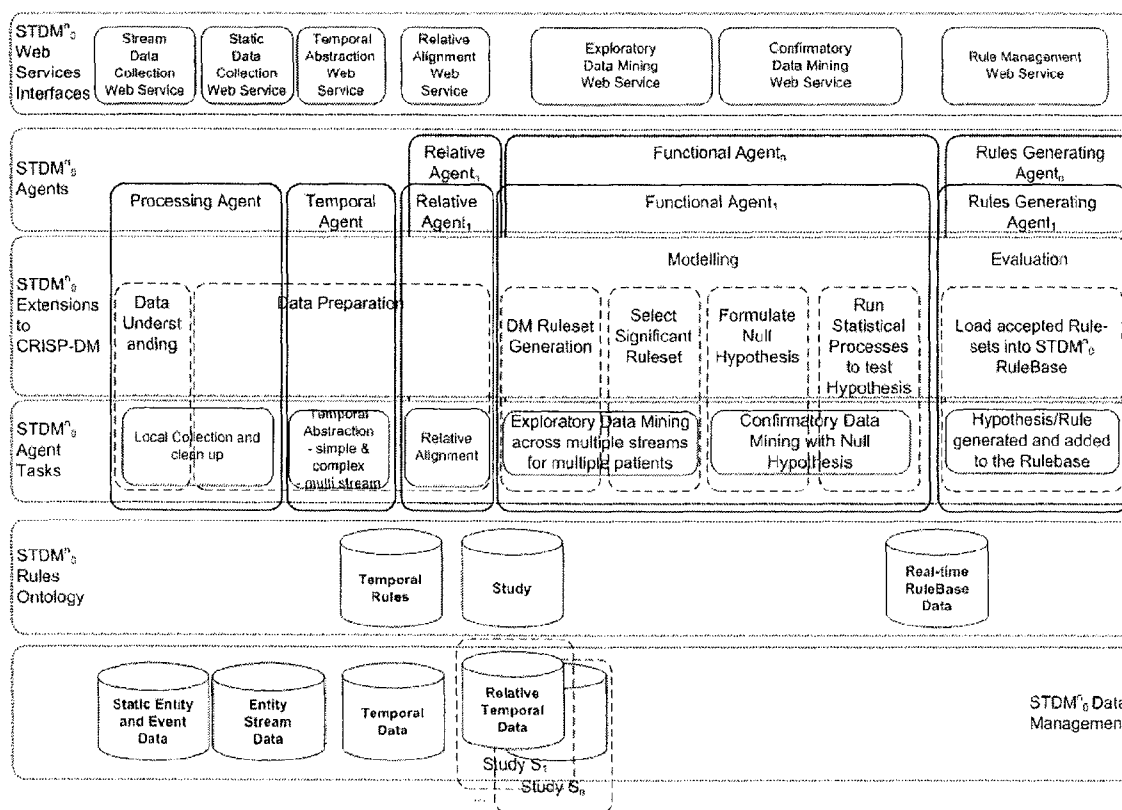 STDMⁿ₀
Web
Services
Interfaces
Stream
Data
Collection
Web Service
Static
Data
Collection
Web Service
Temporal
Abstraction
Web
Service
Relative
Alignment
Web
Service
Exploratory
Data Mining
Web Service
Confirmatory
Data Mining
Web Service
Rule Management
Web Service
STDMⁿ₀
Agents
Relative
Agentₙ
Functional Agentₙ
Rules Generating
Agentₙ
Processing Agent
Temporal
Agent
Relative
Agent₁
Functional Agent₁
Rules Generating
Agent₁
STDMⁿ₀
Extensions
to
CRISP-DM
Modelling
Evaluation
Data
Underst
anding
Data Preparation
DM Ruleset
Generation
Select
Significant
Ruleset
Formulate
Null
Hypothesis
Run
Statistical
Processes
to test
Hypothesis
Load accepted Rule-
sets into STDMⁿ₀
RuleBase
STDMⁿ₀
Agent
Tasks
Local Collection and
clean up
Temporal
Abstraction
- simple &
complex
multi stream
Relative
Alignment
Exploratory Data Mining
across multiple streams
for multiple patients
Confirmatory Data
Mining with Null
Hypothesis
Hypothesis/Rule
generated and added
to the Rulebase
STDMⁿ₀
Rules
Ontology
Temporal
Rules
Study
Real-time
RuleBase
Data
Static Entity
and Event
Data
Entity
Stream
Data
Temporal
Data
Relative
Temporal
Data
STDMⁿ₀ Data
Management
Study S₁
... Study Sₙ